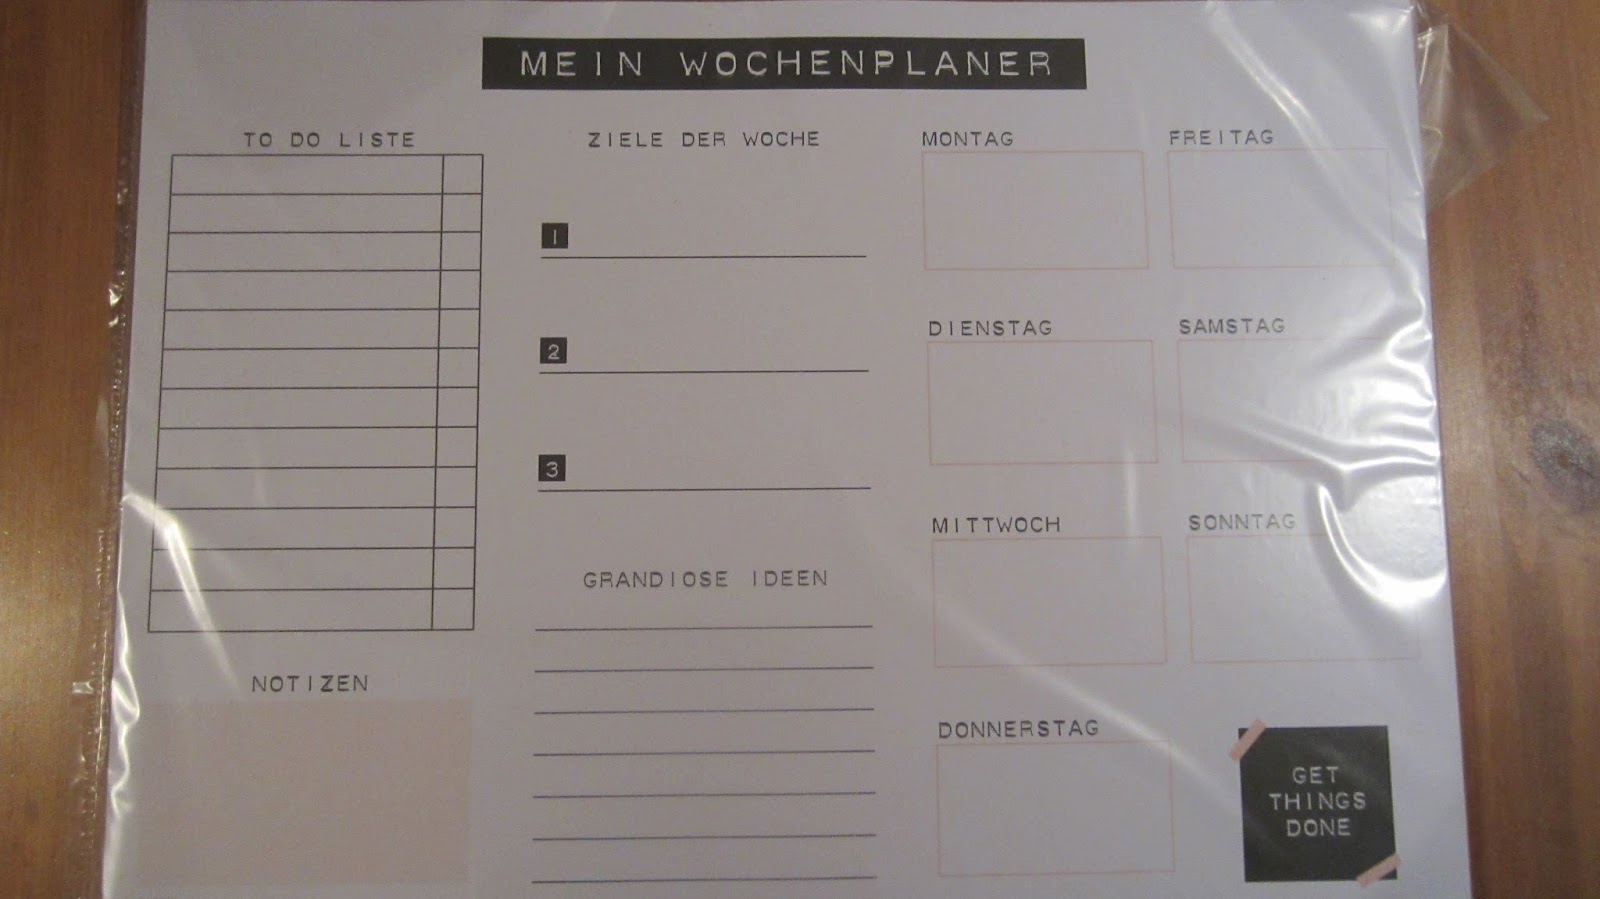 MEIN WOCHENPLANER
TO DO LISTE
NOTIZEN
ZIELE DER WOCHE
1
2
3
GRANDIOSE IDEEN
MONTAG
DIENSTAG
MITTWOCH
DONNERSTAG
FREITAG
SAMSTAG
SONNTAG
GET
THINGS
DONE